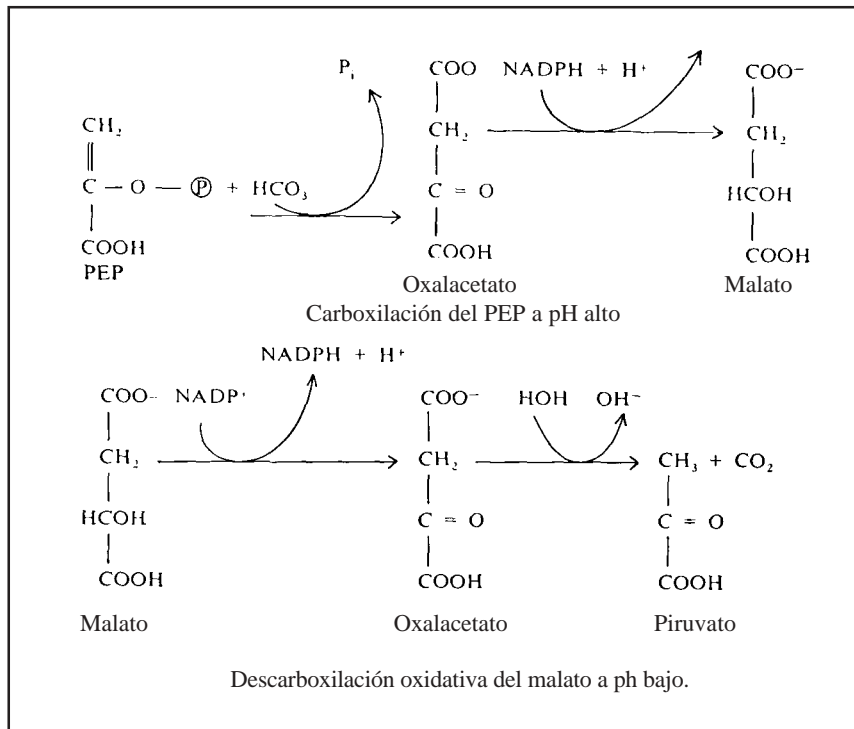 P_i COO NADPH + H⁺ COO⁻
CH₂ CH₂ CH₂
C — O — Ⓟ + HCO₃ C = O HCOH
COOH COOH COOH
PEP Oxalacetato Malato
Carboxilación del PEP a pH alto
NADPH + H⁺
COO- NADP⁺ COO⁻ HOH OH⁻
CH₂ CH₂ CH₃ + CO₂
HCOH C = O C = O
COOH COOH COOH
Malato Oxalacetato Piruvato
Descarboxilación oxidativa del malato a ph bajo.